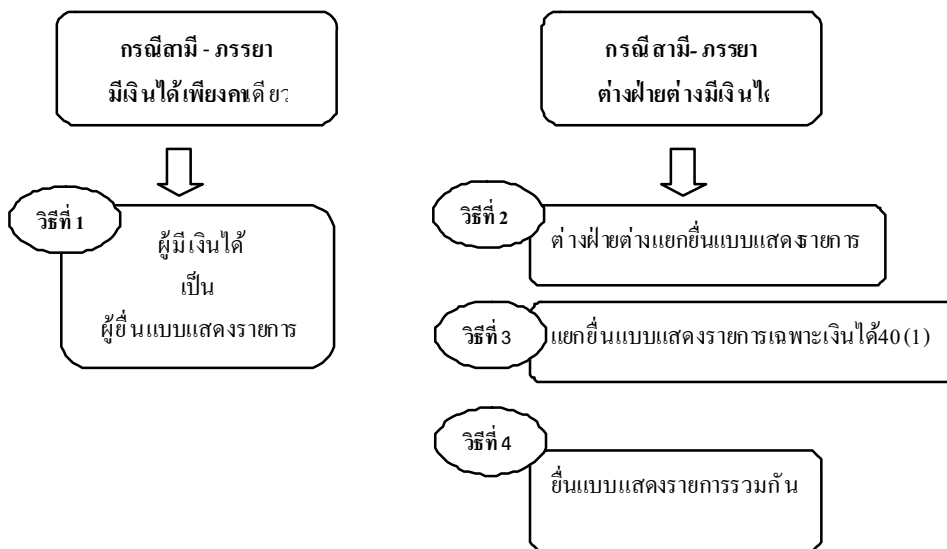 กรณีสามี - ภรรยา
มีเงินได้เพียงคนเดียว
วิธีที่ 1
ผู้มีเงินได้
เป็น
ผู้ยื่นแบบแสดงรายการ
กรณีสามี- ภรรยา
ต่างฝ่ายต่างมีเงินได้
วิธีที่ 2
ต่างฝ่ายต่างแยกยื่นแบบแสดงรายการ
วิธีที่ 3
แยกยื่นแบบแสดงรายการเฉพาะเงินได้40(1)
วิธีที่ 4
ยื่นแบบแสดงรายการรวมกัน